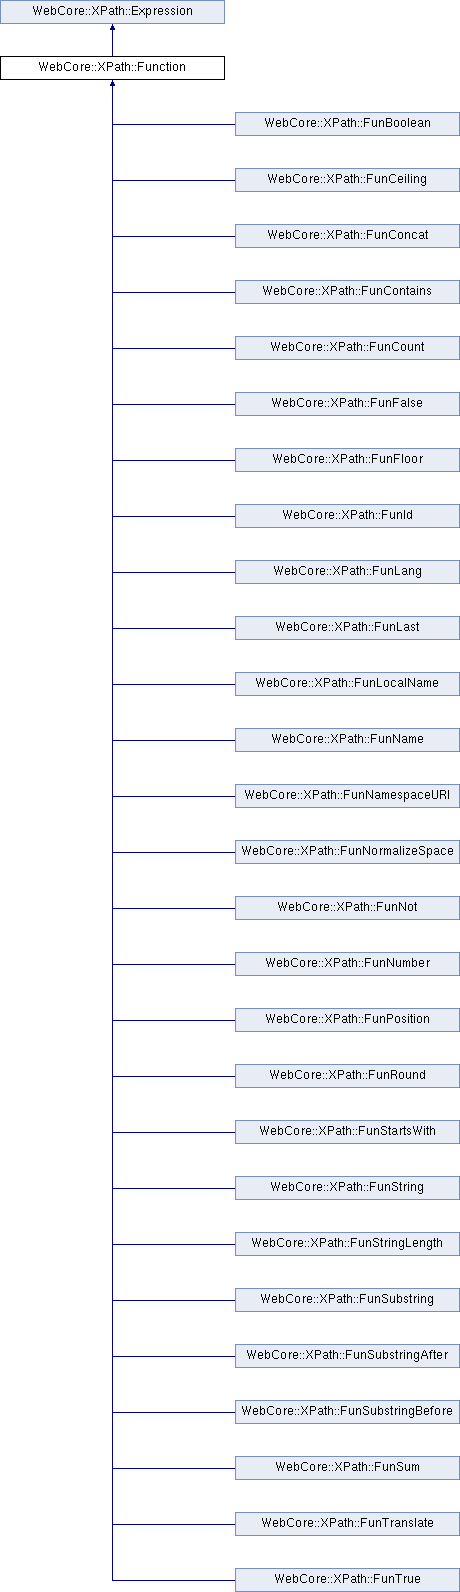 WebCore::XPath::Expression
WebCore::XPath::Function
WebCore::XPath::FunBoolean
WebCore::XPath::FunCeiling
WebCore::XPath::FunConcat
WebCore::XPath::FunContains
WebCore::XPath::FunCount
WebCore::XPath::FunFalse
WebCore::XPath::FunFloor
WebCore::XPath::FunId
WebCore::XPath::FunLang
WebCore::XPath::FunLast
WebCore::XPath::FunLocalName
WebCore::XPath::FunName
WebCore::XPath::FunNamespaceURI
WebCore::XPath::FunNormalizeSpace
WebCore::XPath::FunNot
WebCore::XPath::FunNumber
WebCore::XPath::FunPosition
WebCore::XPath::FunRound
WebCore::XPath::FunStartsWith
WebCore::XPath::FunString
WebCore::XPath::FunStringLength
WebCore::XPath::FunSubstring
WebCore::XPath::FunSubstringAfter
WebCore::XPath::FunSubstringBefore
WebCore::XPath::FunSum
WebCore::XPath::FunTranslate
WebCore::XPath::FunTrue